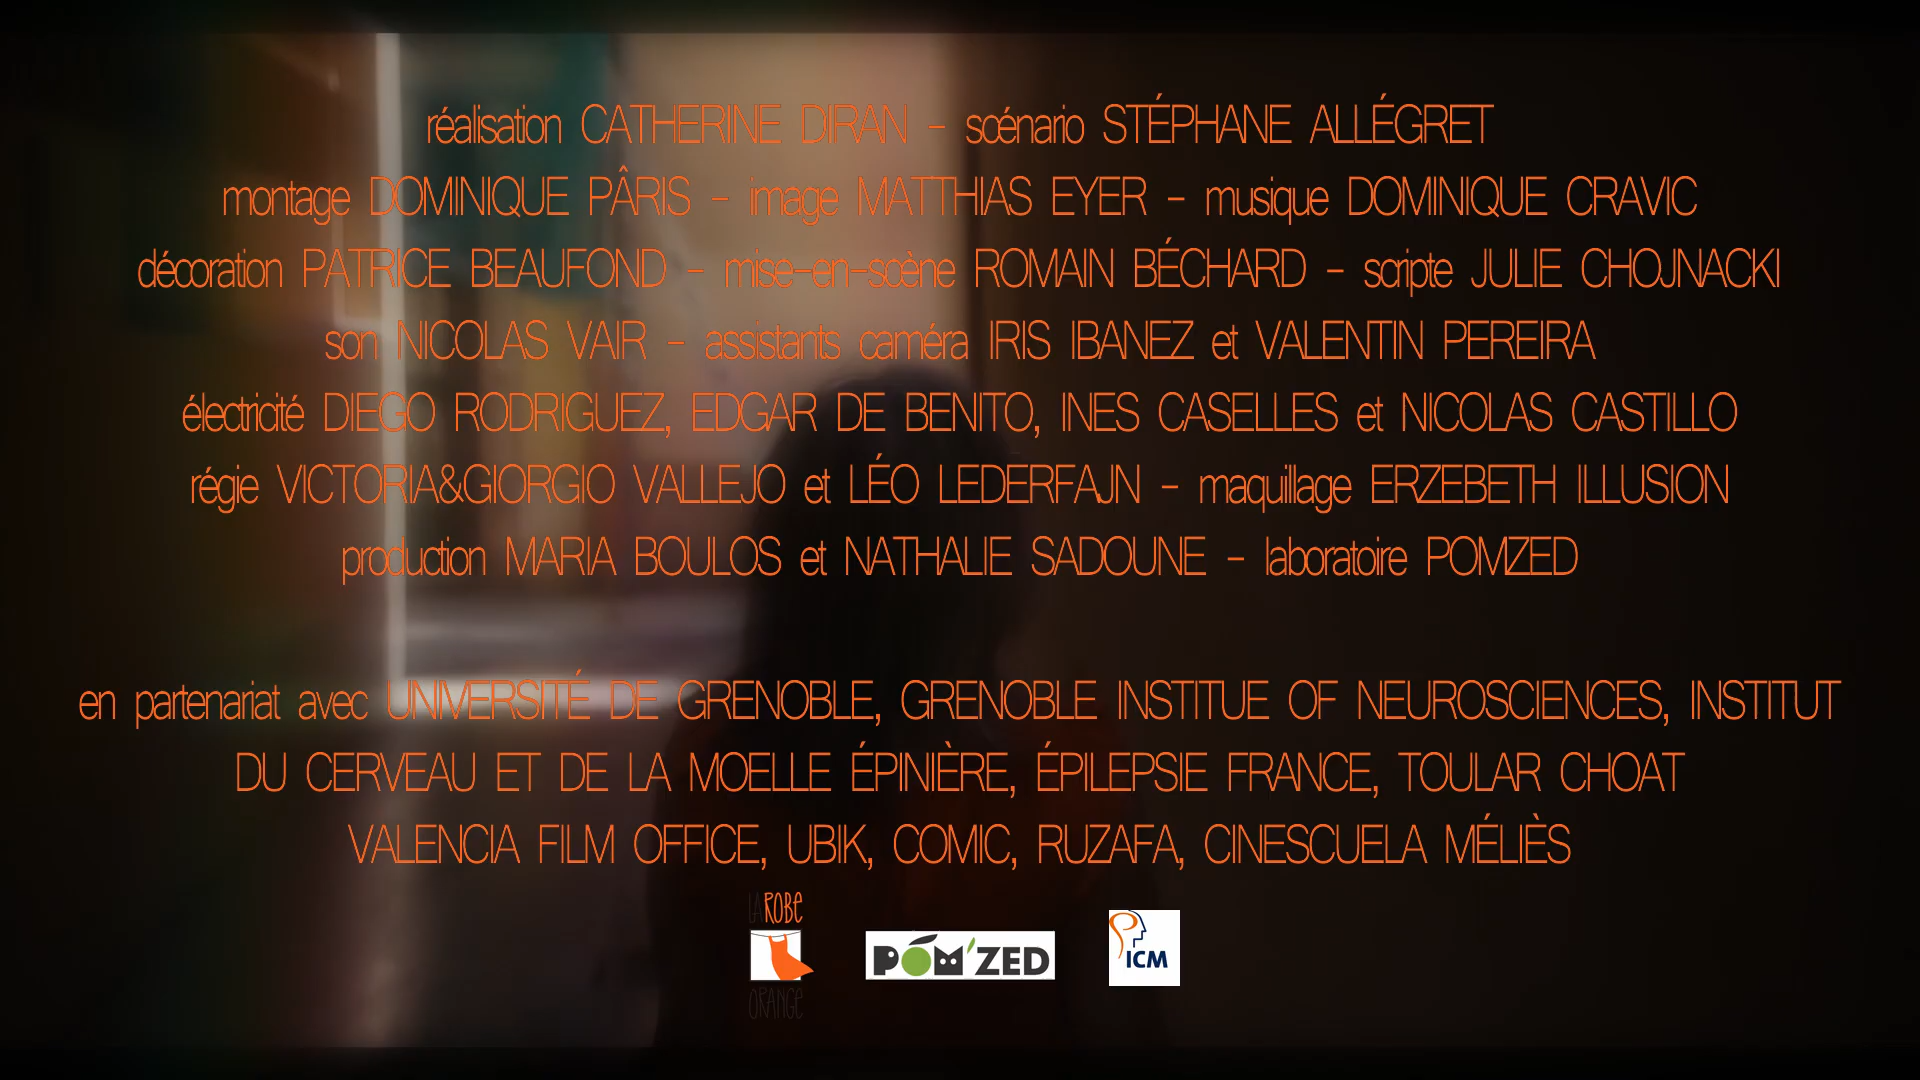 réalisation CATHERINE DIRAN – scénario STÉPHANE ALLÉGRET
montage DOMINIQUE PÂRIS – image MATTHIAS EYER – musique DOMINIQUE CRAVIC
décoration PATRICE BEAUFOND – mise-en-scène ROMAIN BÉCHARD – scripte JULIE CHOJNACKI
son NICOLAS VAIR – assistants caméra IRIS IBANEZ et VALENTIN PEREIRA
électricité DIEGO RODRIGUEZ, EDGAR DE BENITO, INES CASELLES et NICOLAS CASTILLO
régie VICTORIA&GIORGIO VALLEJO et LÉO LEDERFAJN – maquillage ERZEBETH ILLUSION
production MARIA BOULOS et NATHALIE SADOUNE – laboratoire POMZED
en partenariat avec UNIVERSITÉ DE GRENOBLE, GRENOBLE INSTITUE OF NEUROSCIENCES, INSTITUT
DU CERVEAU ET DE LA MOELLE ÉPINIÈRE, ÉPILEPSIE FRANCE, TOULAR CHOAT
VALENCIA FILM OFFICE, UBIK, COMIC, RUZAFA, CINESCUELA MÉLIÈS
LA ROBE
ORANGE
POM'ZED
ICM